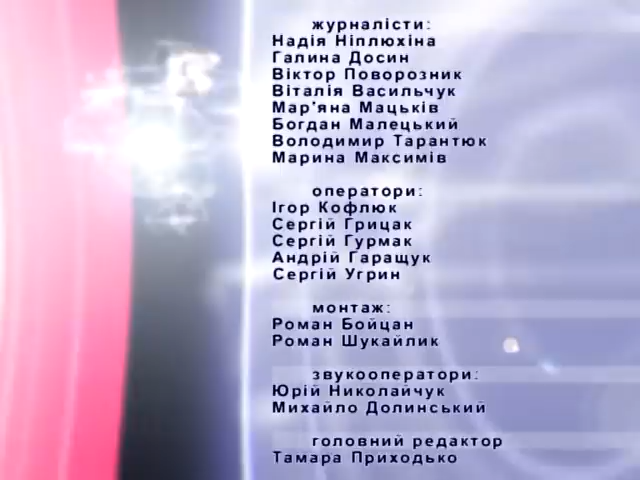 журналісти:
Надія Ніплюхіна
Галина Досин
Віктор Поворозник
Віталія Васильчук
Мар'яна Мацьків
Богдан Малецький
Володимир Тарантюк
Марина Максимів
оператори:
Ігор Кофлюк
Сергій Грицак
Сергій Гурмак
Андрій Гаращук
Сергій Угрин
монтаж:
Роман Бойцан
Роман Шукайлик
звукооператори:
Юрій Николайчук
Михайло Долинський
головний редактор
Тамара Приходько